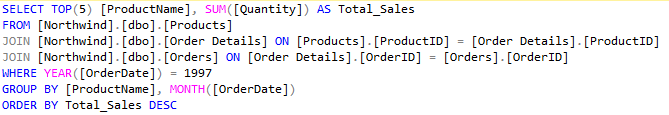 SELECT TOP(5) [ProductName], SUM([Quantity]) AS Total_Sales
FROM [Northwind].[dbo].[Products]
JOIN [Northwind].[dbo].[Order Details] ON [Products].[ProductID] = [Order Details].[ProductID]
JOIN [Northwind].[dbo].[Orders] ON [Order Details].[OrderID] = [Orders].[OrderID]
WHERE YEAR([OrderDate]) = 1997
GROUP BY [ProductName], MONTH([OrderDate])
ORDER BY Total_Sales DESC